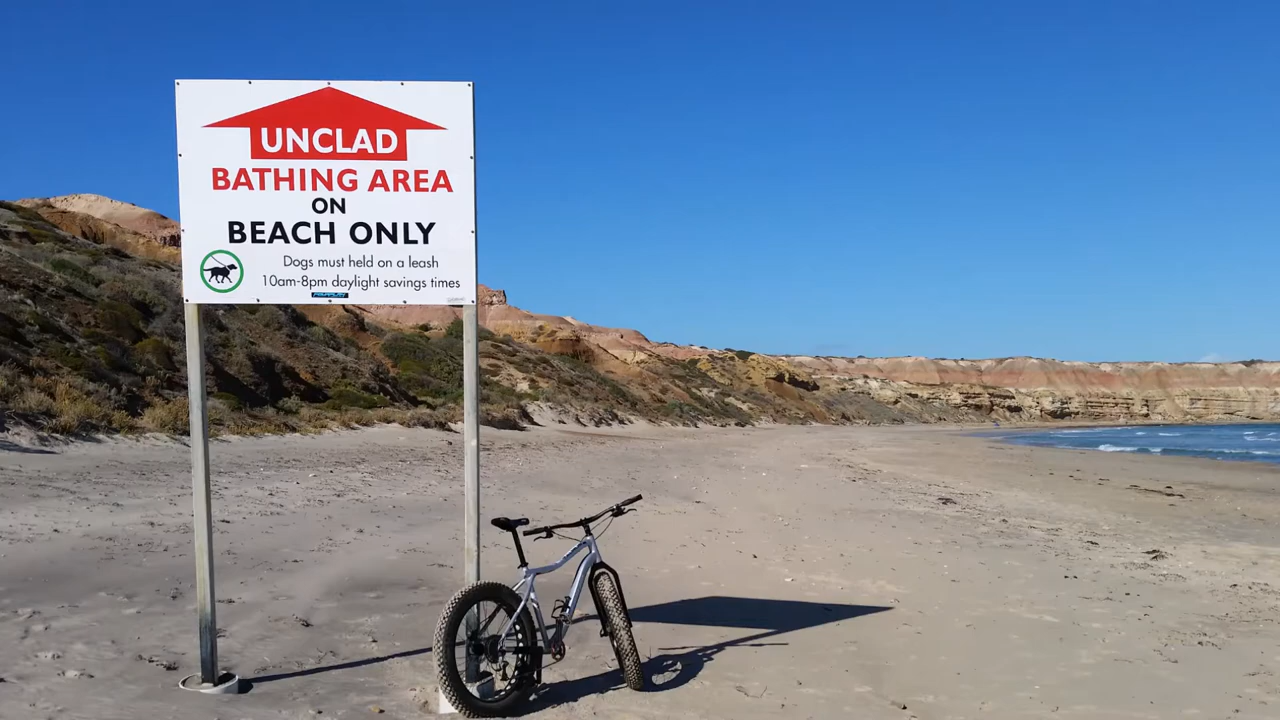 UNCLAD
BATHING AREA
ON
BEACH ONLY
Dogs must held on a leash
10am-8pm daylight savings times